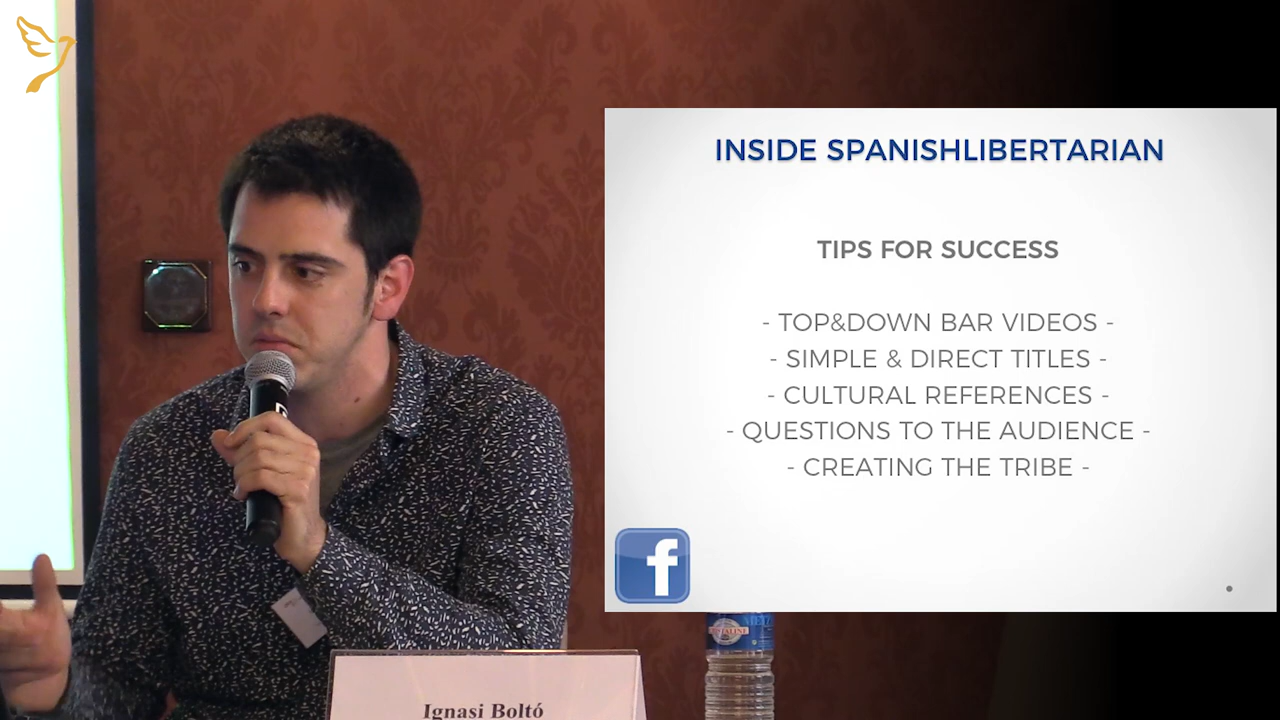 INSIDE SPANISHLIBERTARIAN
TIPS FOR SUCCESS
- TOP&DOWN BAR VIDEOS -
- SIMPLE & DIRECT TITLES -
- CULTURAL REFERENCES -
- QUESTIONS TO THE AUDIENCE -
- CREATING THE TRIBE -
f
Ignasi Boltó